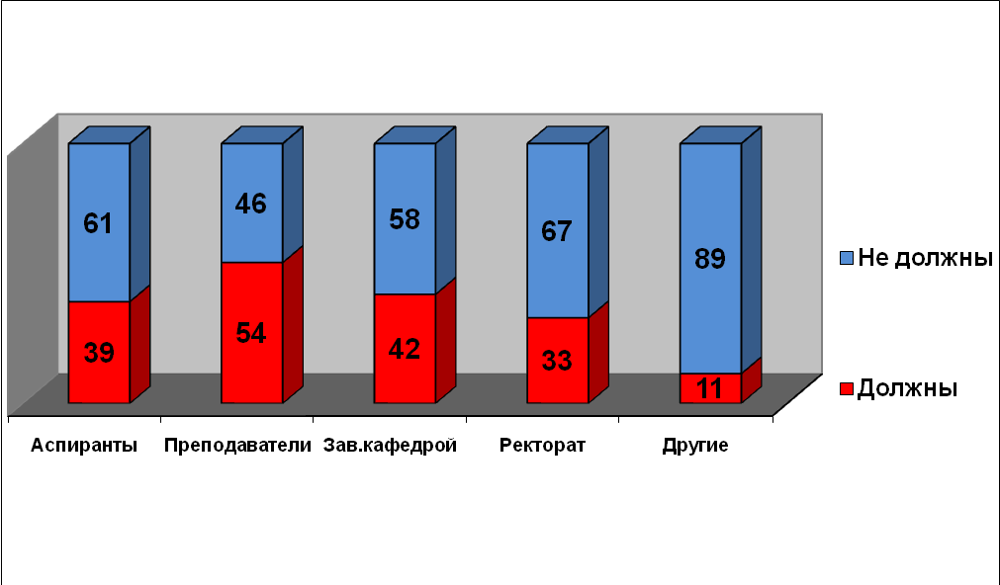 61
46
58
67
89
39
54
42
33
11
Не должны
Должны
Аспиранты
Преподаватели
Зав.кафедрой
Ректорат
Другие